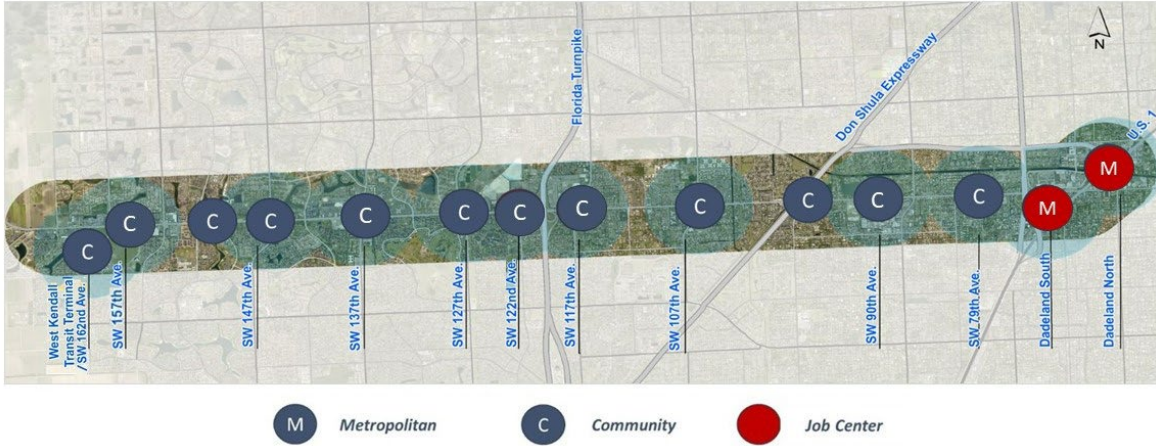 N
U.S. 1
Florida Turnpike
Don Shula Expressway
C
C
C
C
C
C
C
C
C
C
C
C
M
M
West Kendall
Transit Terminal
/SW 162nd Ave.
SW 157th Ave.
SW 147th Ave.
SW 137th Ave.
SW 127th Ave.
SW 122nd Ave.
SW 117th Ave.
SW 107th Ave.
SW 90th Ave.
SW 79th Ave.
Dadeland South
Dadeland North
M Metropolitan
C Community
Job Center